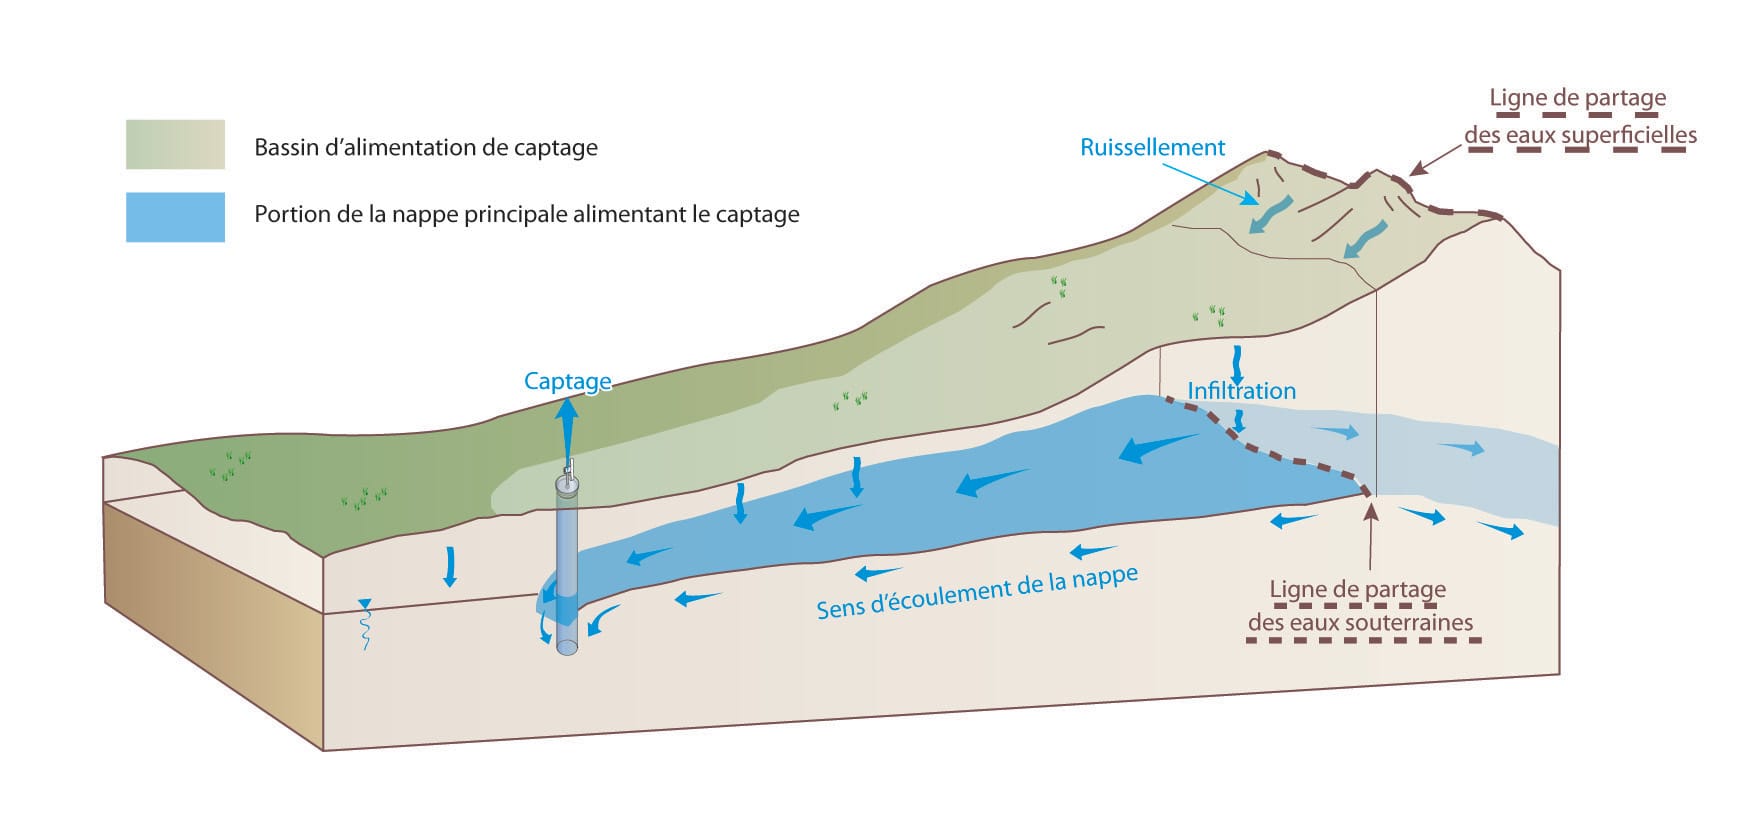 Ligne de partage
des eaux superficielles
Bassin d'alimentation de captage
Ruissellement
Portion de la nappe principale alimentant le captage
Captage
Infiltration
Sens d'écoulement de la nappe
Ligne de partage
des eaux souterraines